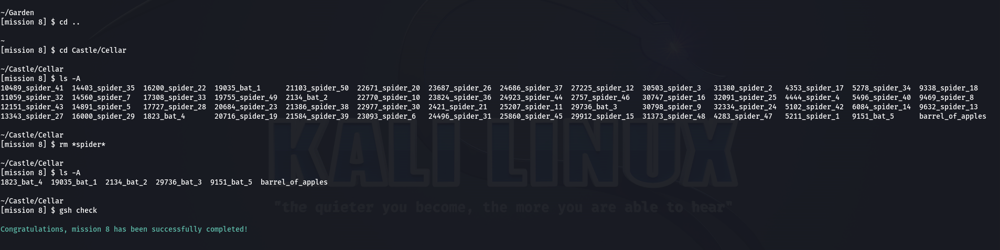 ~/Garden
[mission 8] $ cd ..
~
[mission 8] $ cd Castle/Cellar
~/Castle/Cellar
[mission 8] $ ls -A
10489_spider_41  14403_spider_35  16200_spider_22  19035_bat_1      21103_spider_50  22671_spider_20  23687_spider_26  24686_spider_37  27225_spider_12  30503_spider_3   31380_spider_2   4353_spider_17  5278_spider_34  9338_spider_18
11059_spider_32  14560_spider_7   17308_spider_33  19755_spider_49  2134_bat_2       22770_spider_10  23824_spider_36  24923_spider_44  2757_spider_46   30747_spider_16  32091_spider_25  4444_spider_4   5496_spider_40  9469_spider_8
12151_spider_43  14891_spider_5   17727_spider_28  20684_spider_23  21386_spider_38  22977_spider_30  2421_spider_21   25207_spider_11  29736_bat_3      30798_spider_9   32334_spider_24  5102_spider_42  6084_spider_14  9632_spider_13
13343_spider_27  16000_spider_29  1823_bat_4       20716_spider_19  21584_spider_39  23093_spider_6   24496_spider_31  25860_spider_45  29912_spider_15  31373_spider_48  4283_spider_47   5211_spider_1   9151_bat_5      barrel_of_apples
~/Castle/Cellar
[mission 8] $ rm *spider*
~/Castle/Cellar
[mission 8] $ ls -A
1823_bat_4  19035_bat_1  2134_bat_2  29736_bat_3  9151_bat_5  barrel_of_apples
~/Castle/Cellar
[mission 8] $ gsh check
Congratulations, mission 8 has been successfully completed!
KALI LINUX
"the quieter you become, the more you are able to hear"